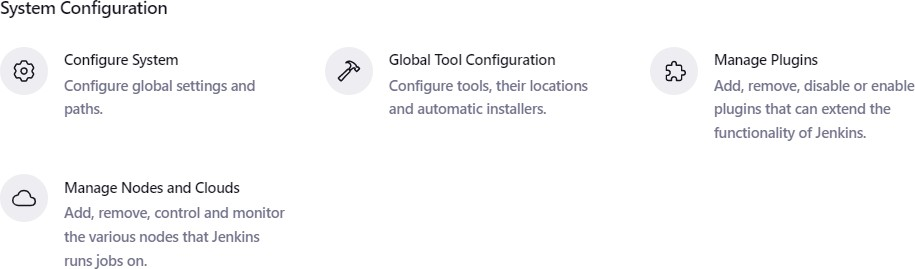 System Configuration
Configure System
Configure global settings and
paths.
Global Tool Configuration
Configure tools, their locations
and automatic installers.
Manage Plugins
Add, remove, disable or enable
plugins that can extend the
functionality of Jenkins.
Manage Nodes and Clouds
Add, remove, control and monitor
the various nodes that Jenkins
runs jobs on.